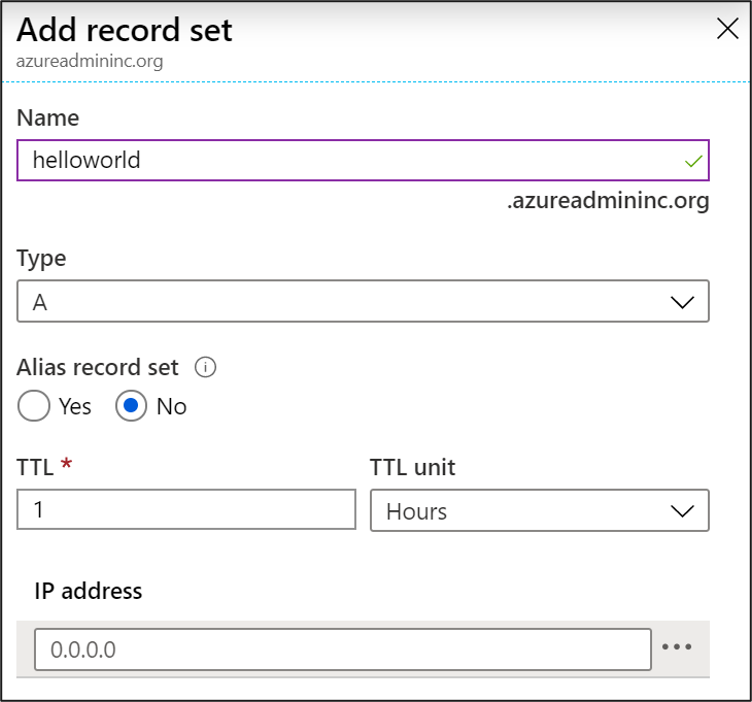 Add record set
azureadmininc.org
Name
helloworld
.azureadmininc.org
Type
A
Alias record set
Yes No
TTL * TTL unit
1 Hours
IP address
0.0.0.0